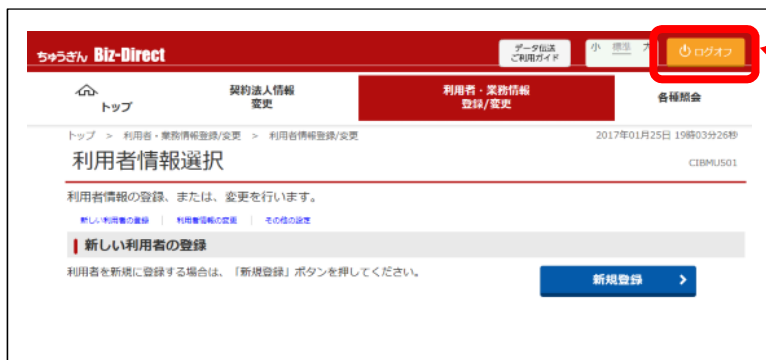 ちゅうぎん Biz-Direct
データ伝送
ご利用ガイド
小 標準 大
ログオフ
トップ
契約法人情報
変更
利用者・業務情報
登録/変更
各種照会
トップ > 利用者・業務情報登録/変更 > 利用者情報登録/変更
2017年01月25日 19時03分26秒
利用者情報選択
CIBMUS01
利用者情報の登録、または、変更を行います。
新しい利用者の登録 | 利用者情報の変更 | その他の設定
新しい利用者の登録
利用者を新規に登録する場合は、「新規登録」ボタンを押してください。
新規登録